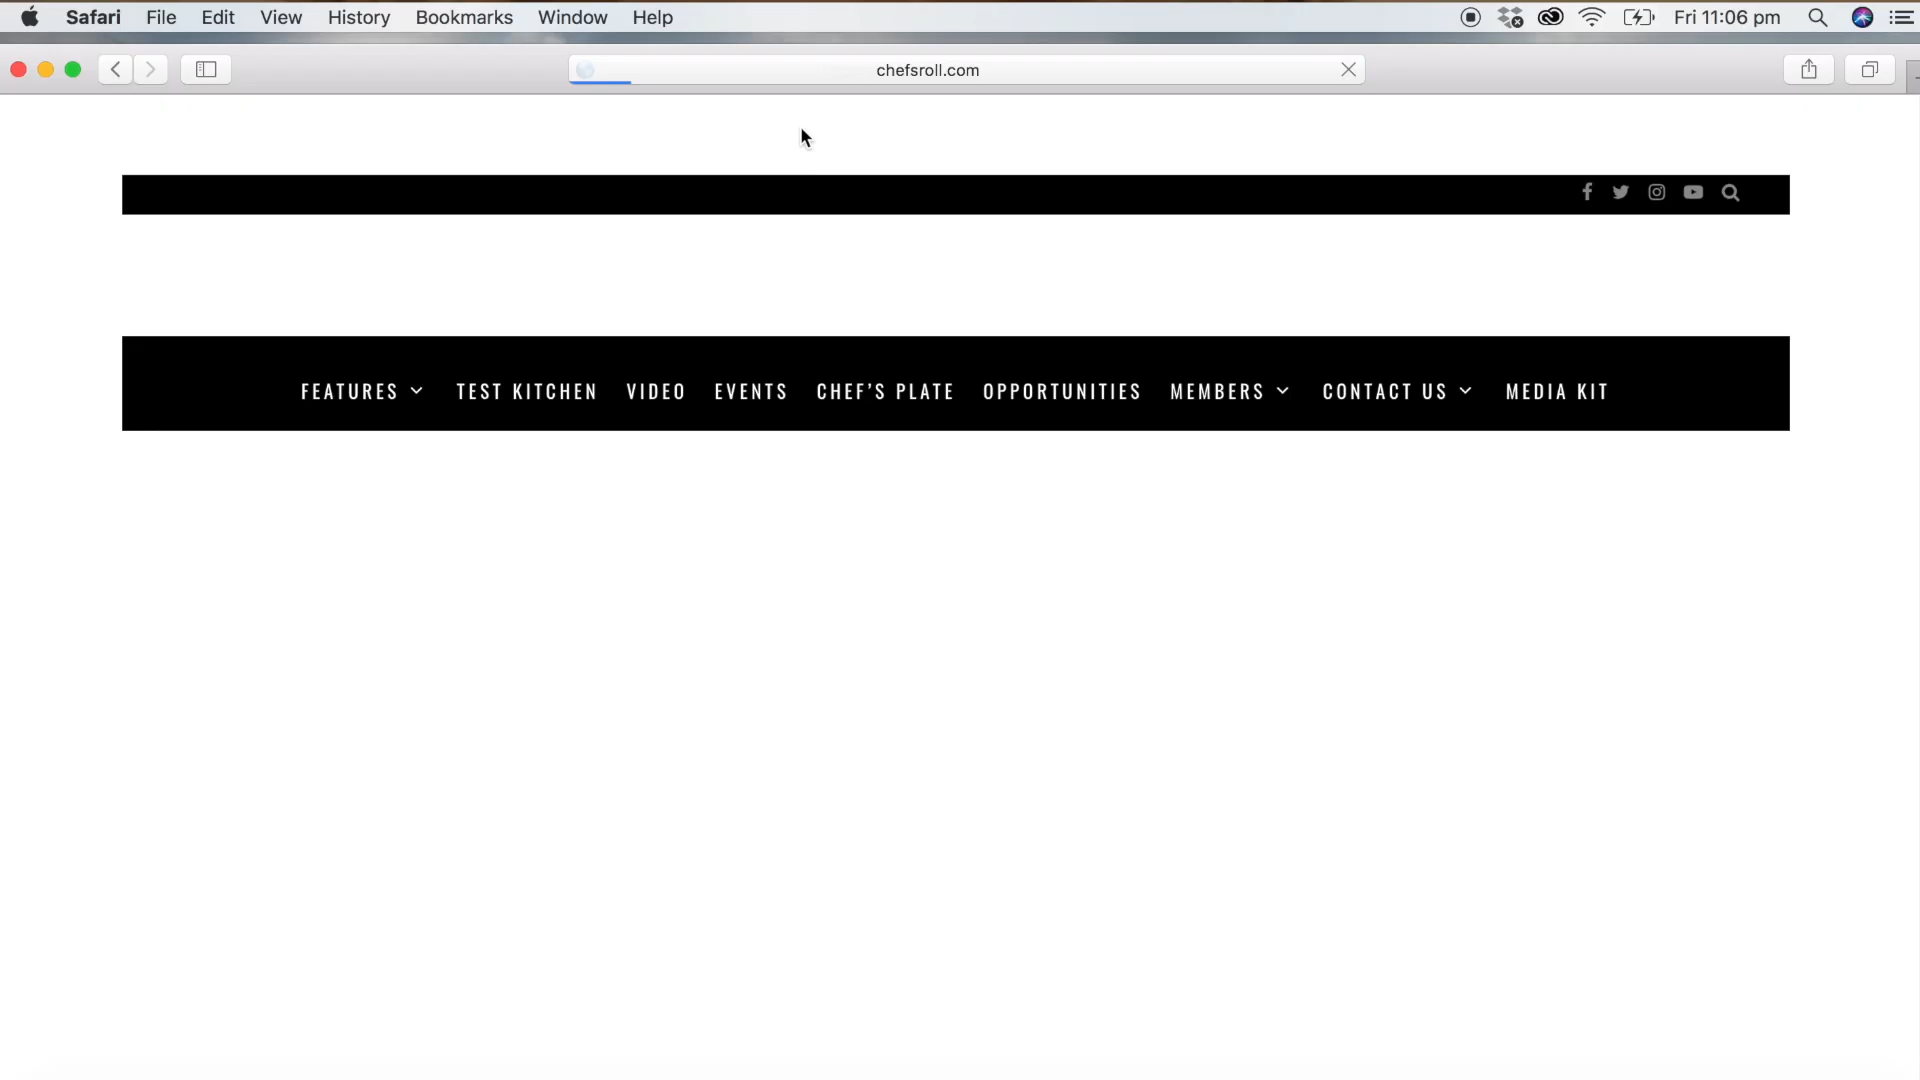 Safari File Edit View History Bookmarks Window Help Fri 11:06 pm
chefsroll.com
FEATURES TEST KITCHEN VIDEO EVENTS CHEF’S PLATE OPPORTUNITIES MEMBERS CONTACT US MEDIA KIT